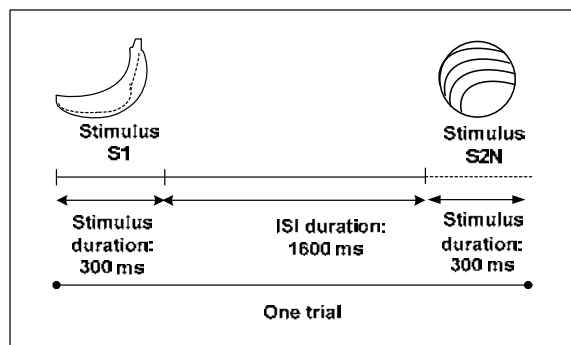 Stimulus
S1
Stimulus
S2N
Stimulus
duration:
300 ms
ISI duration:
1600 ms
Stimulus
duration:
300 ms
One trial